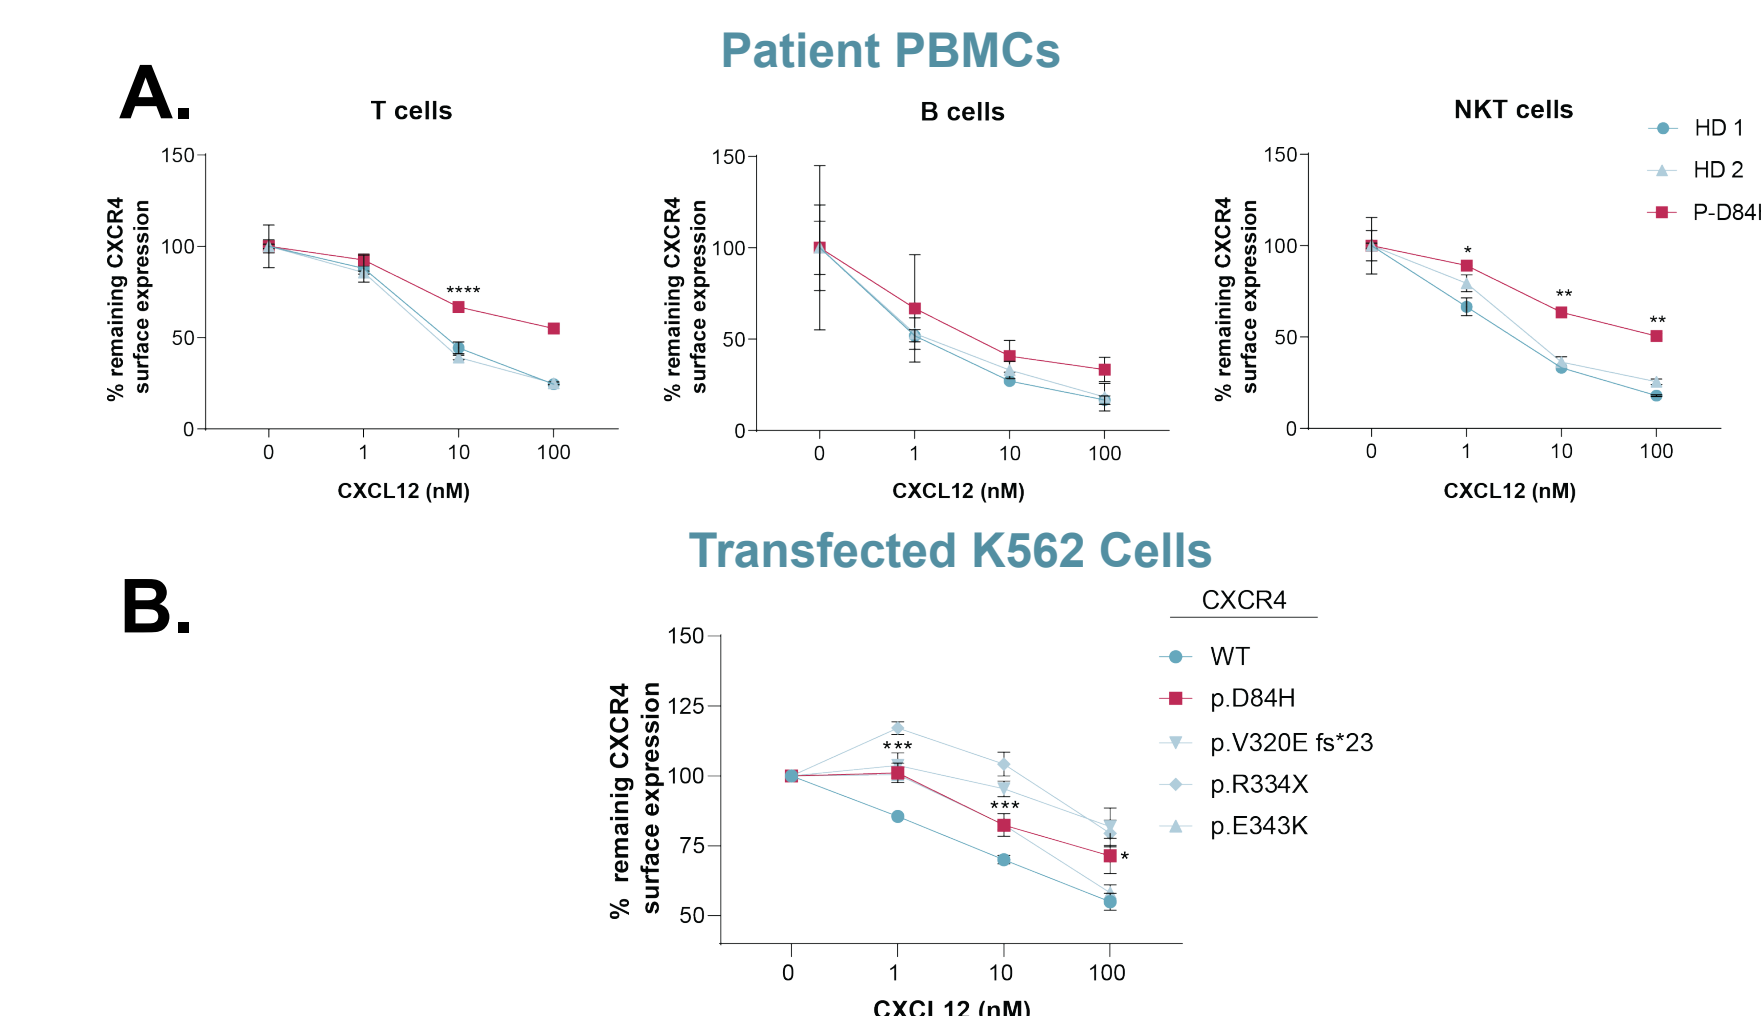 Patient PBMCs
A.
T cells
B cells
NKT cells
HD 1
HD 2
P-D84
% remaining CXCR4
surface expression
150
100
50
0
0 1 10 100
CXCL12 (nM)
****
% remaining CXCR4
surface expression
150
100
50
0
0 1 10 100
CXCL12 (nM)
% remaining CXCR4
surface expression
150
100
50
0
0 1 10 100
CXCL12 (nM)
*
**
**
Transfected K562 Cells
B.
CXCR4
WT
p.D84H
p.V320E fs*23
p.R334X
p.E343K
% remainig CXCR4
surface expression
150
125
100
75
50
***
***
*
0 1 10 100
CXCL12 (nM)